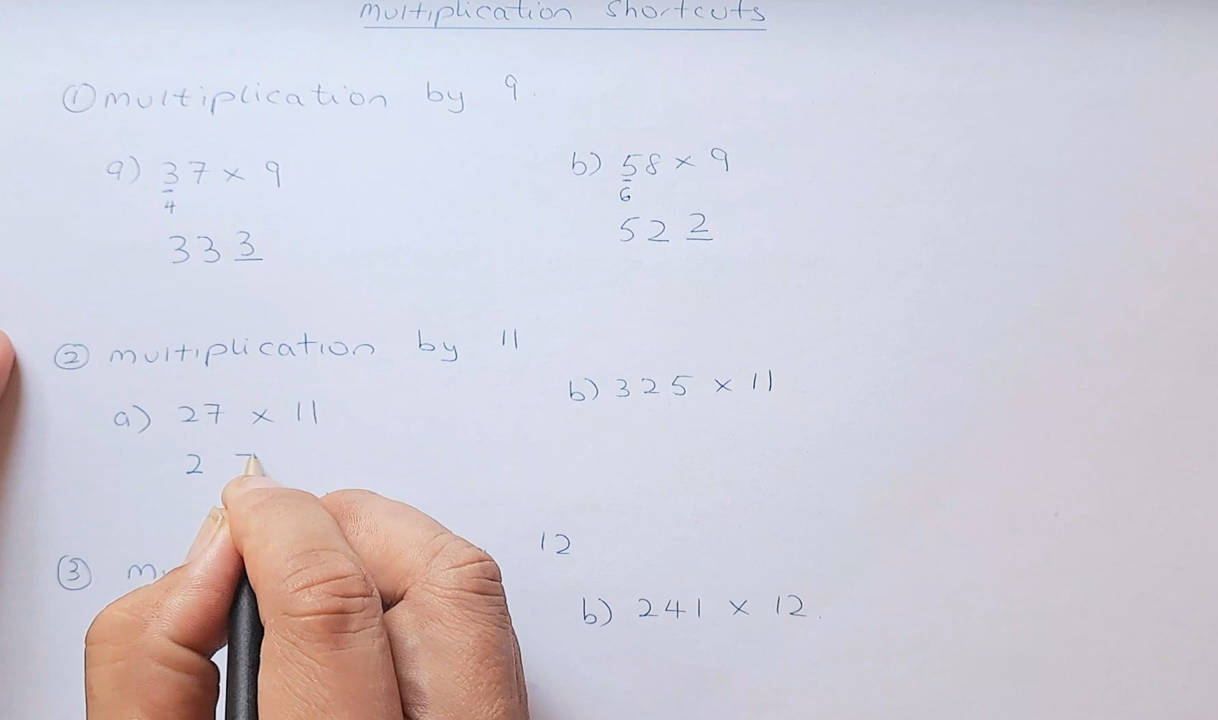 multiplication shortcuts
① multiplication by 9.
a) 37 × 9
4
333
b) 58 × 9
6
522
② multiplication by 11
a) 27 × 11
2 7
b) 325 × 11
③ 12
b) 241 × 12.